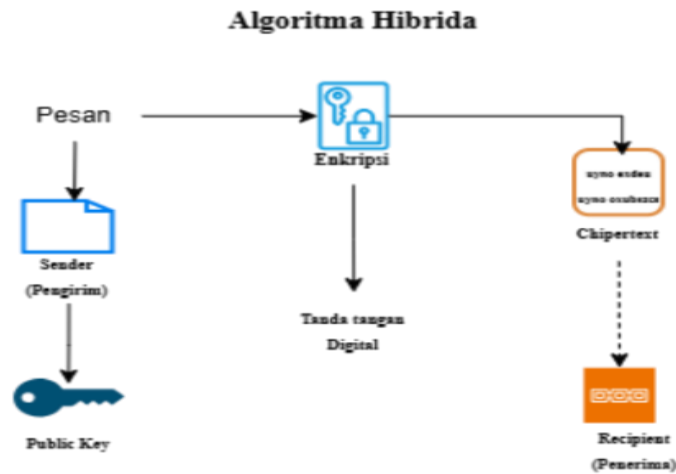 Algoritma Hibrida
Pesan
Enkripsi
Sender
(Pengirim)
Public Key
Tanda tangan
Digital
Chipertext
Recipient
(Penerima)